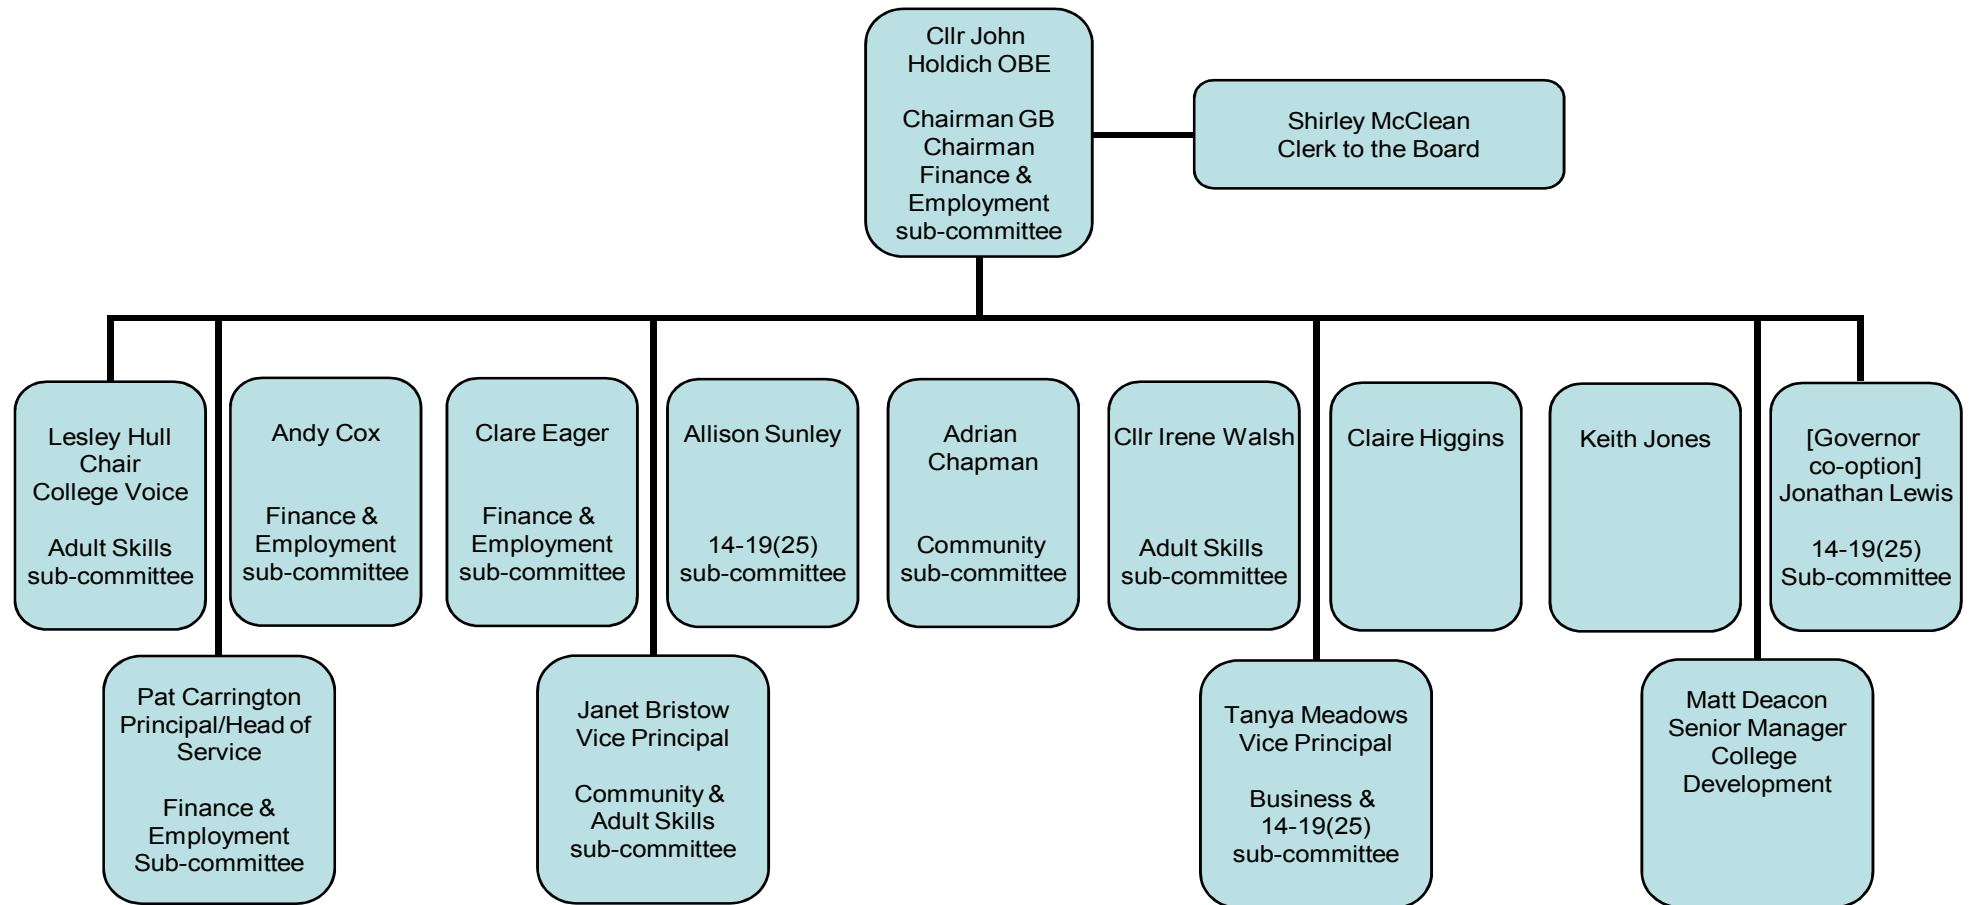 Cllr John
Holdich OBE
Chairman GB
Chairman
Finance &
Employment
sub-committee
Shirley McClean
Clerk to the Board
Lesley Hull
Chair
College Voice
Adult Skills
sub-committee
Andy Cox
Finance &
Employment
sub-committee
Clare Eager
Finance &
Employment
sub-committee
Allison Sunley
14-19(25)
sub-committee
Adrian
Chapman
Community
sub-committee
Cllr Irene Walsh
Adult Skills
sub-committee
Claire Higgins
Keith Jones
[Governor
co-option]
Jonathan Lewis
14-19(25)
Sub-committee
Pat Carrington
Principal/Head of
Service
Finance &
Employment
Sub-committee
Janet Bristow
Vice Principal
Community &
Adult Skills
sub-committee
Tanya Meadows
Vice Principal
Business &
14-19(25)
sub-committee
Matt Deacon
Senior Manager
College
Development